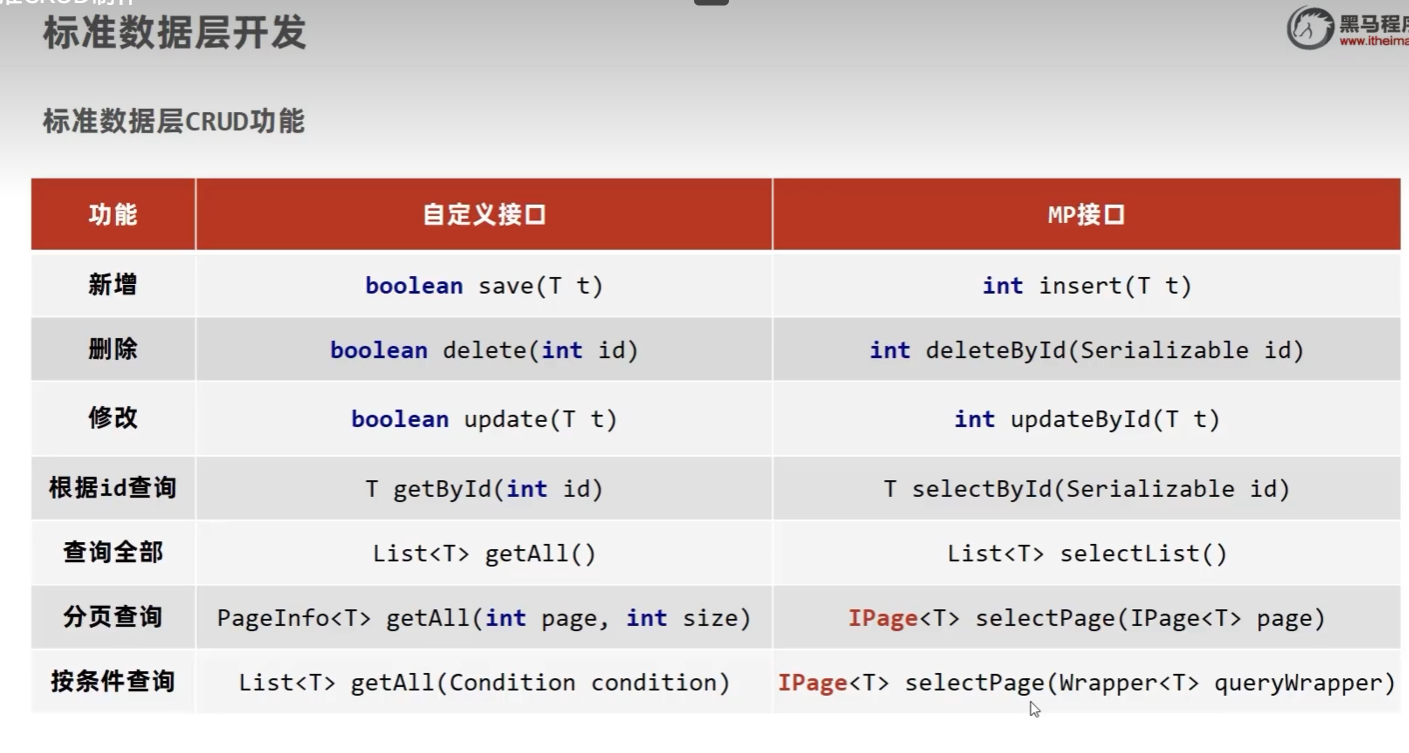 标准数据层开发
黑马程序
www.itheima
标准数据层CRUD功能
功能 自定义接口 MP接口
新增 boolean save(T t) int insert(T t)
删除 boolean delete(int id) int deleteById(Serializable id)
修改 boolean update(T t) int updateById(T t)
根据id查询 T getById(int id) T selectById(Serializable id)
查询全部 List<T> getAll() List<T> selectList()
分页查询 PageInfo<T> getAll(int page, int size) IPage<T> selectPage(IPage<T> page)
按条件查询 List<T> getAll(Condition condition) IPage<T> selectPage(Wrapper<T> queryWrapper)